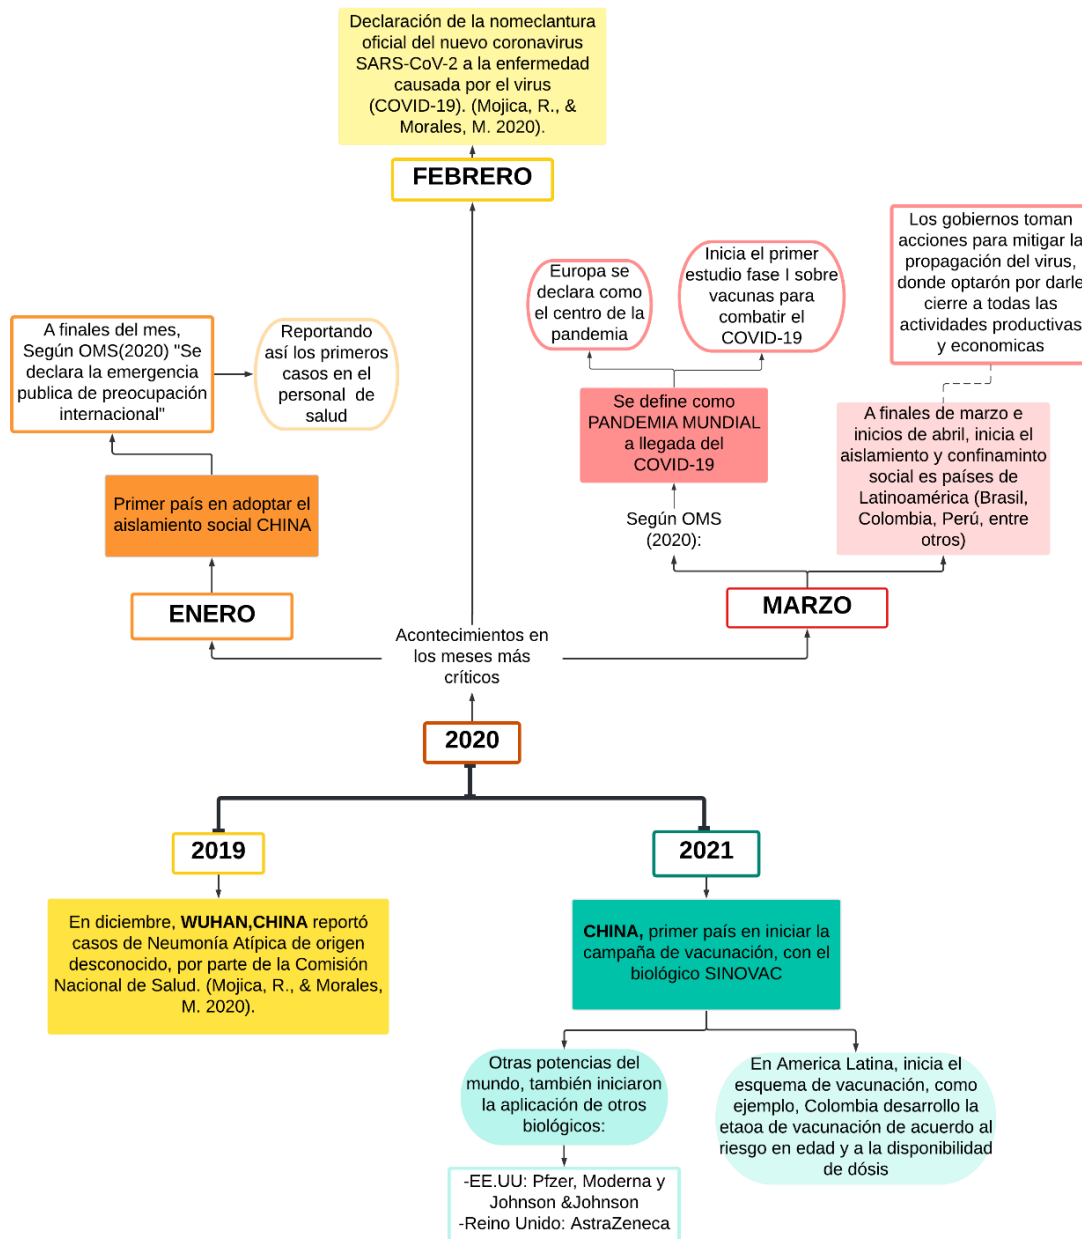 Declaración de la nomeclantura
oficial del nuevo coronavirus
SARS-CoV-2 a la enfermedad
causada por el virus
(COVID-19). (Mojica, R., &
Morales, M. 2020).
FEBRERO
Los gobiernos toman
acciones para mitigar la
propagación del virus,
donde optarón por darle
cierre a todas las
actividades productivas
y economicas
Inicia el primer
estudio fase I sobre
vacunas para
combatir el
COVID-19
Europa se
declara como
el centro de la
pandemia
A finales del mes,
Según OMS(2020) "Se
declara la emergencia
publica de preocupación
internacional"
Reportando
así los primeros
casos en el
personal de
salud
Se define como
PANDEMIA MUNDIAL
a llegada del
COVID-19
A finales de marzo e
inicios de abril, inicia el
aislamiento y confinaminto
social es países de
Latinoamérica (Brasil,
Colombia, Perú, entre
otros)
Primer país en adoptar el
aislamiento social CHINA
Según OMS
(2020):
ENERO
MARZO
Acontecimientos en
los meses más
críticos
2020
2019
2021
En diciembre, WUHAN,CHINA reportó
casos de Neumonía Atípica de origen
desconocido, por parte de la Comisión
Nacional de Salud. (Mojica, R., & Morales,
M. 2020).
CHINA, primer país en iniciar la
campaña de vacunación, con el
biológico SINOVAC
Otras potencias del
mundo, también iniciaron
la aplicación de otros
biológicos:
En America Latina, inicia el
esquema de vacunación, como
ejemplo, Colombia desarrollo la
etaoa de vacunación de acuerdo al
riesgo en edad y a la disponibilidad
de dósis
-EE.UU: Pfzer, Moderna y
Johnson &Johnson
-Reino Unido: AstraZeneca